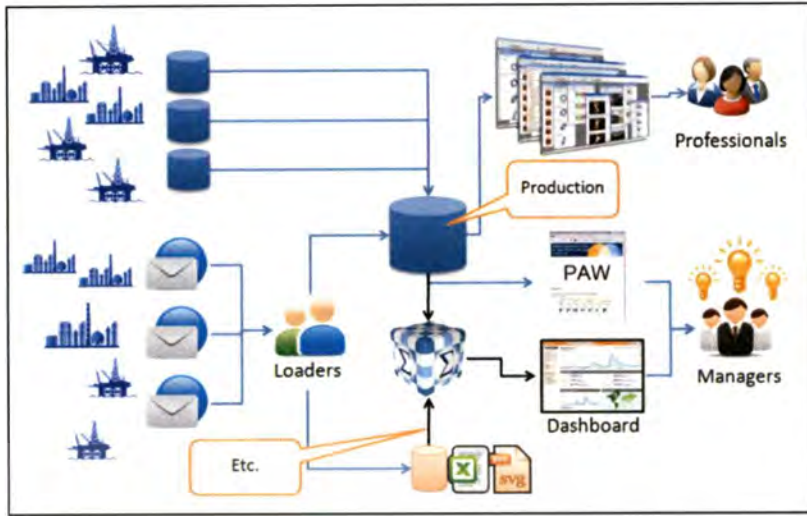 Professionals
Production
PAW
Loaders
Managers
Dashboard
Etc.
svg